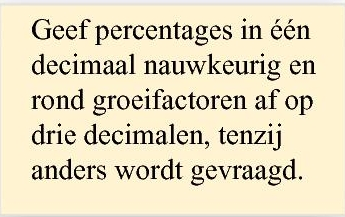 Geef percentages in één
decimaal nauwkeurig en
rond groeifactoren af op
drie decimalen, tenzij
anders wordt gevraagd.